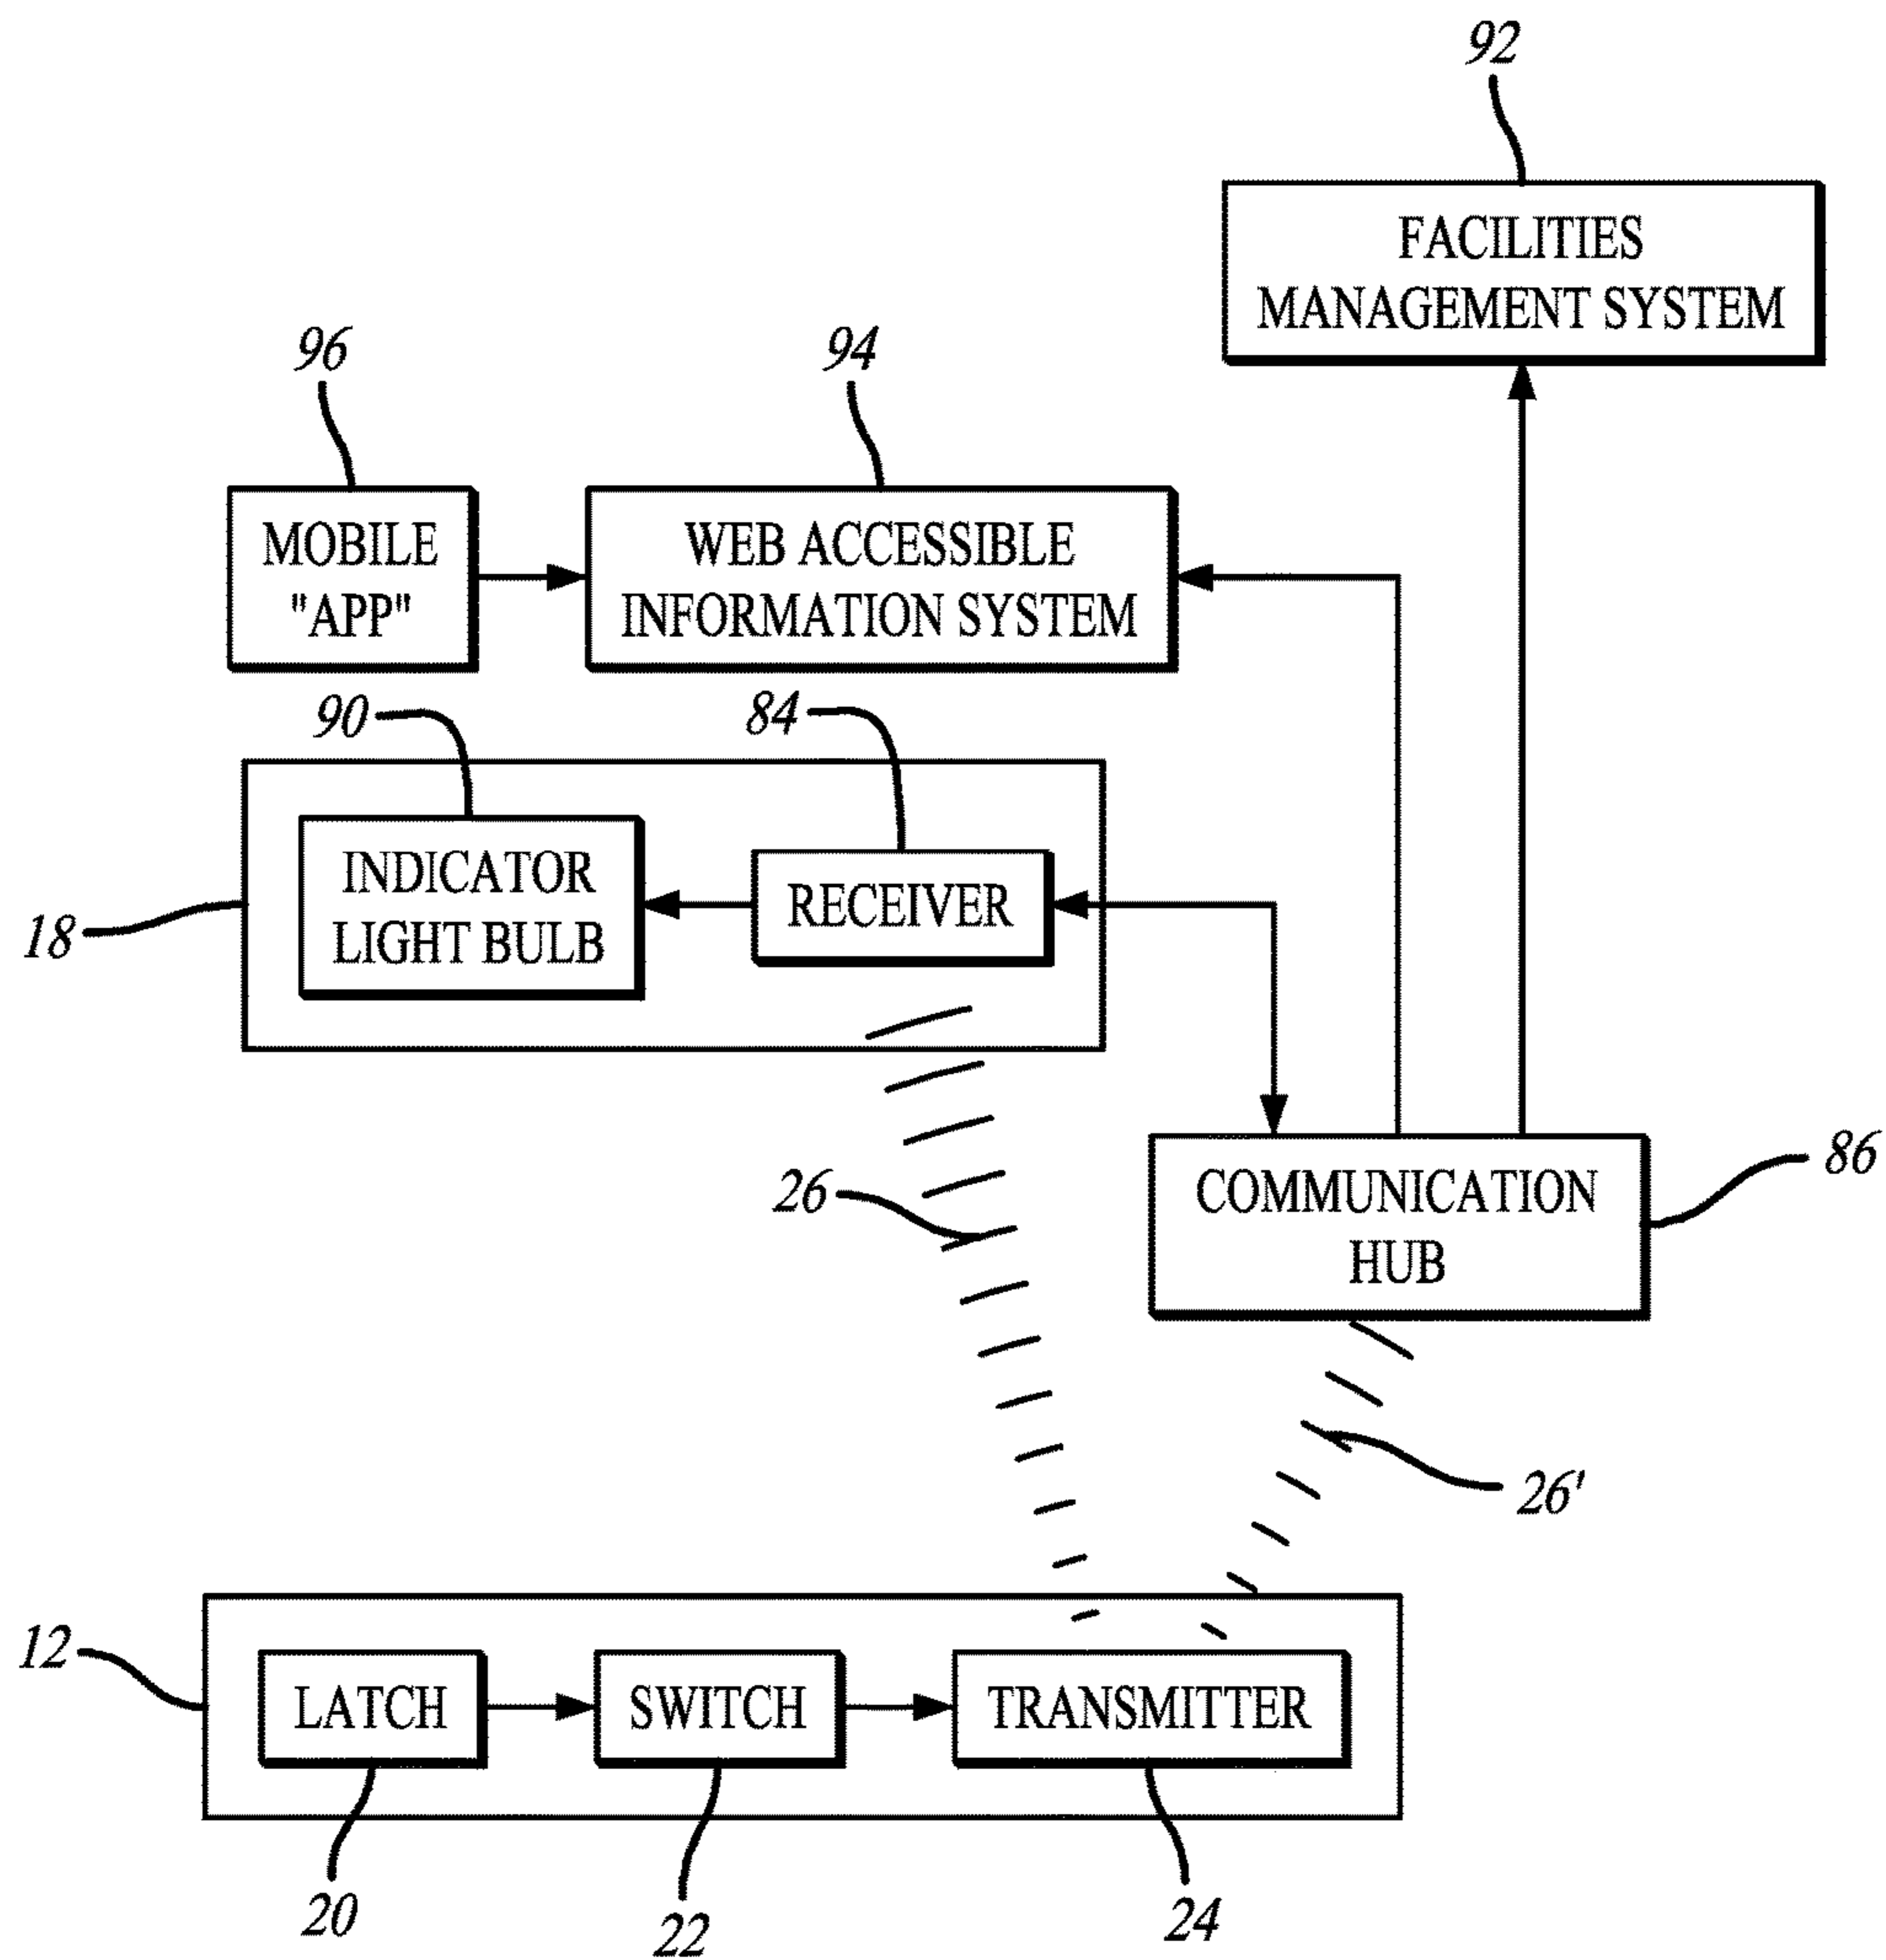 92
FACILITIES
MANAGEMENT SYSTEM
96
94
MOBILE
"APP"
WEB ACCESSIBLE
INFORMATION SYSTEM
90
84
INDICATOR
LIGHT BULB
RECEIVER
18
86
COMMUNICATION
HUB
26
26'
12
LATCH
SWITCH
TRANSMITTER
20
22
24